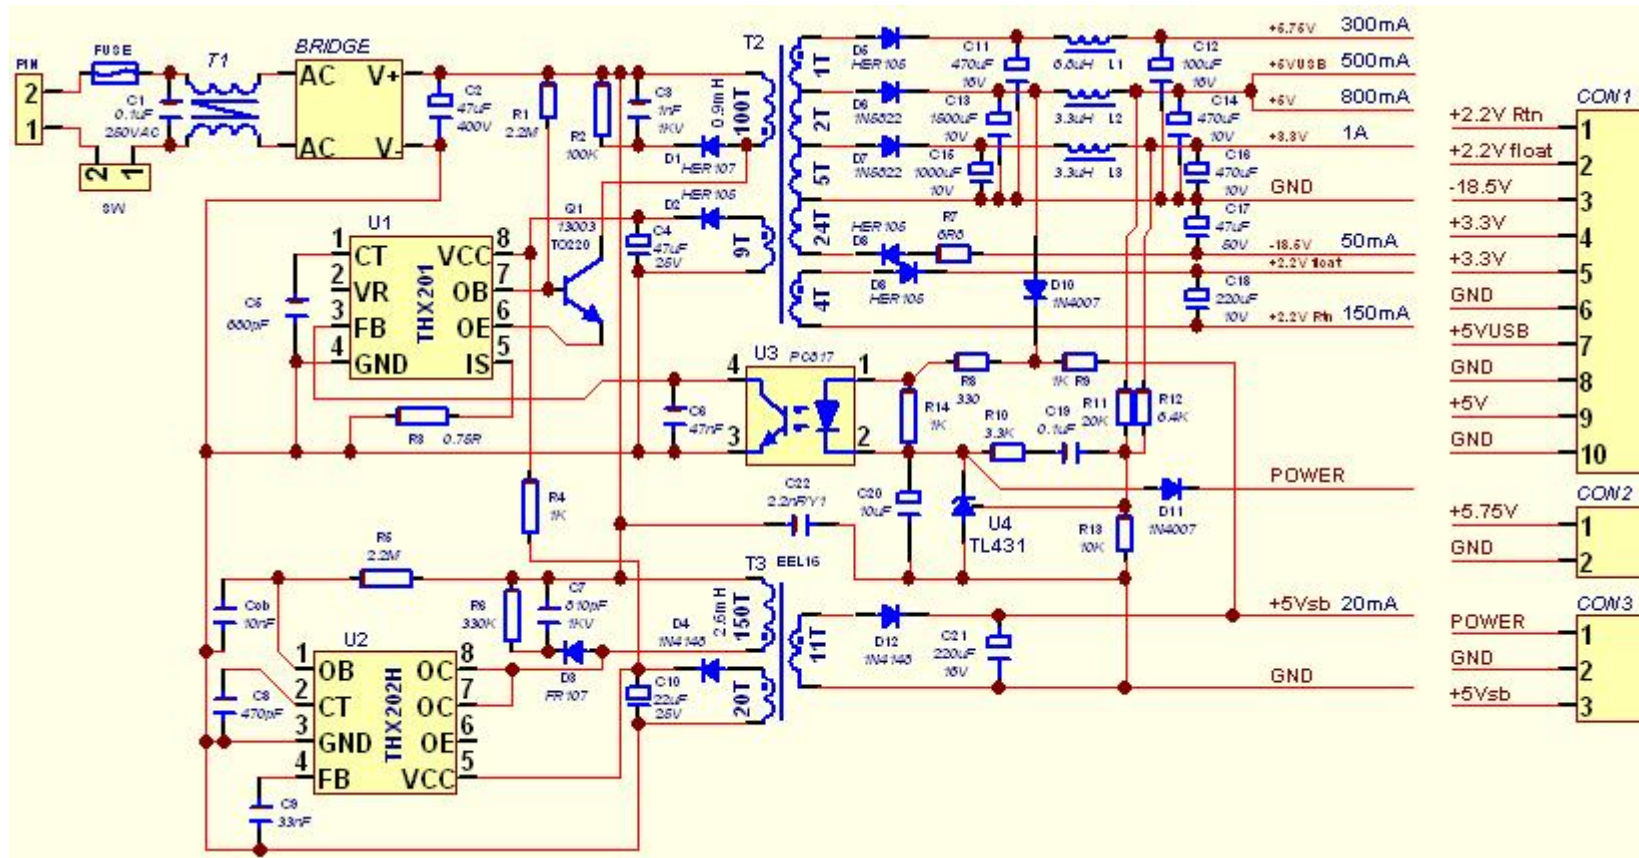 PIN
2
1
FUSE
T1
C1
0.1uF
250VAC
2
1
SW
BRIDGE
AC
V+
AC
V-
C2
47uF
400V
R1
2.2M
R2
100K
C3
1nF
1KV
0.9mH
100T
D1
HER107
HER105
D2
Q1
13003
TO220
C4
47uF
25V
9T
T2
1T
2T
5T
24T
4T
D5
HER105
D6
1N5822
D7
1N5822
HER105
D8
D8
HER105
R7
6R8
C11
470uF
16V
6.8uH
L1
C12
100uF
16V
C13
1500uF
10V
3.3uH
L2
C14
470uF
10V
C15
1000uF
10V
3.3uH
L3
C16
470uF
10V
C17
47uF
50V
C18
220uF
10V
+5.75V
300mA
+5VUSB
500mA
+5V
800mA
+3.3V
1A
GND
-18.5V
50mA
+2.2V float
+2.2V Rtn
150mA
D10
1N4007
U1
THX201
1
CT
2
VR
3
FB
4
GND
8
VCC
7
OB
6
OE
5
IS
C5
680pF
R3
0.75R
C6
47nF
U3
PC817
4
3
1
2
R8
330
1K
R9
R14
1K
R10
3.3K
C19
0.1uF
R11
20K
R12
6.4K
POWER
D11
1N4007
C20
10uF
U4
TL431
R13
10K
C22
2.2nF/Y1
R4
1K
R5
2.2M
Cob
10nF
C8
470pF
C9
33nF
U2
THX202H
1
OB
2
CT
3
GND
4
FB
8
OC
7
OC
6
OE
5
VCC
R6
330K
C7
1KV
D3
FR107
D4
1N4148
C10
22uF
25V
T3
EEL16
2.6mH
150T
20T
11T
D12
1N4148
C21
220uF
16V
+5Vsb
20mA
GND
CON1
+2.2V Rtn
1
+2.2V float
2
-18.5V
3
+3.3V
4
+3.3V
5
GND
6
+5VUSB
7
GND
8
+5V
9
GND
10
CON2
+5.75V
1
GND
2
CON3
POWER
1
GND
2
+5Vsb
3